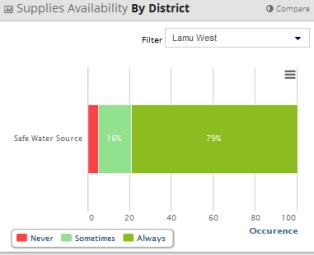 Supplies Availability By District
Compare
Filter Lamu West
Safe Water Source 16% 79%
0 20 40 60 80 100
Occurence
Never Sometimes Always